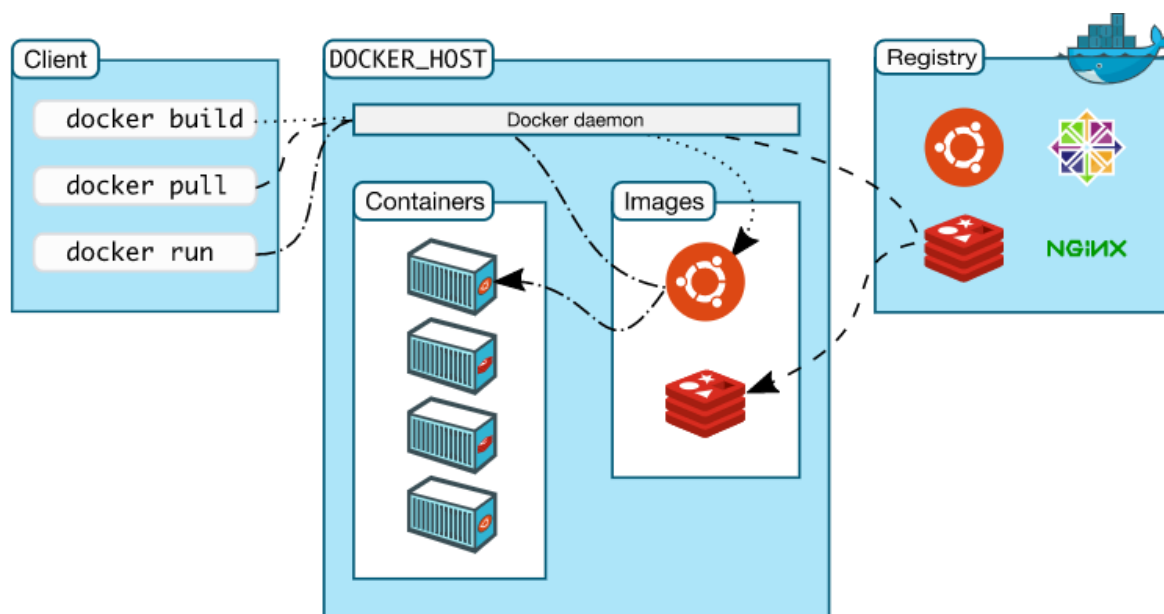 Client
docker build
docker pull
docker run
DOCKER_HOST
Docker daemon
Containers
Images
Registry
NGiNX